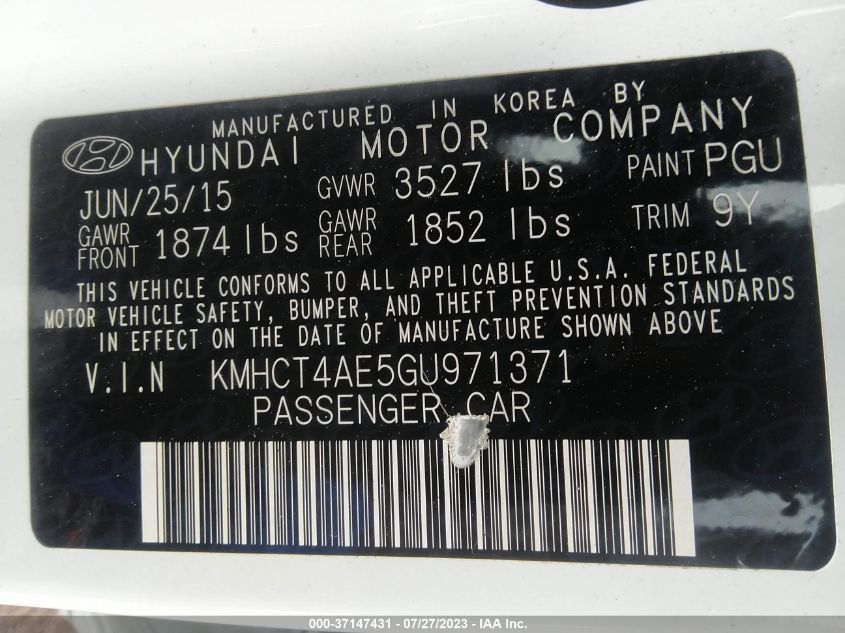 MANUFACTURED IN KOREA BY
HYUNDAI MOTOR COMPANY
JUN/25/15 GVWR 3527 lbs PAINT PGU
GAWR FRONT 1874 lbs GAWR REAR 1852 lbs TRIM 9Y
THIS VEHICLE CONFORMS TO ALL APPLICABLE U.S.A. FEDERAL
MOTOR VEHICLE SAFETY, BUMPER, AND THEFT PREVENTION STANDARDS
IN EFFECT ON THE DATE OF MANUFACTURE SHOWN ABOVE
V.I.N KMHCT4AE5GU971371
PASSENGER CAR
000-37147431 - 07/27/2023 - IAA Inc.